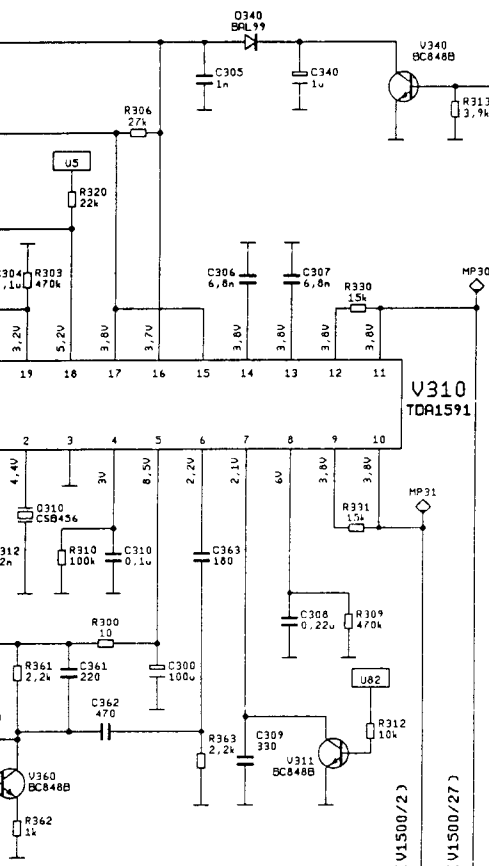 D340
BAL99
V340
BC848B
C305
1n
C340
1u
R313
3,9k
R306
27k
U5
R320
22k
C304
,1u
R303
470k
C306
6,8n
C307
6,8n
R330
15k
MP30
3,2V
5,2V
3,8V
3,7V
3,8V
3,8V
3,8V
3,8V
19
18
17
16
15
14
13
12
11
V310
TDA1591
2
3
4
5
6
7
8
9
10
4,4V
3V
8,5V
2,2V
2,1V
6V
3,8V
3,8V
Q310
CSB456
312
2n
R310
100k
C310
0,1u
C363
180
R331
15k
MP31
R300
10
C308
0,22u
R309
470k
R361
2,2k
C361
220
C300
100u
U82
C362
470
R363
2,2k
C309
330
V311
BC848B
R312
10k
V360
BC848B
R362
1k
V1500/2)
V1500/27)